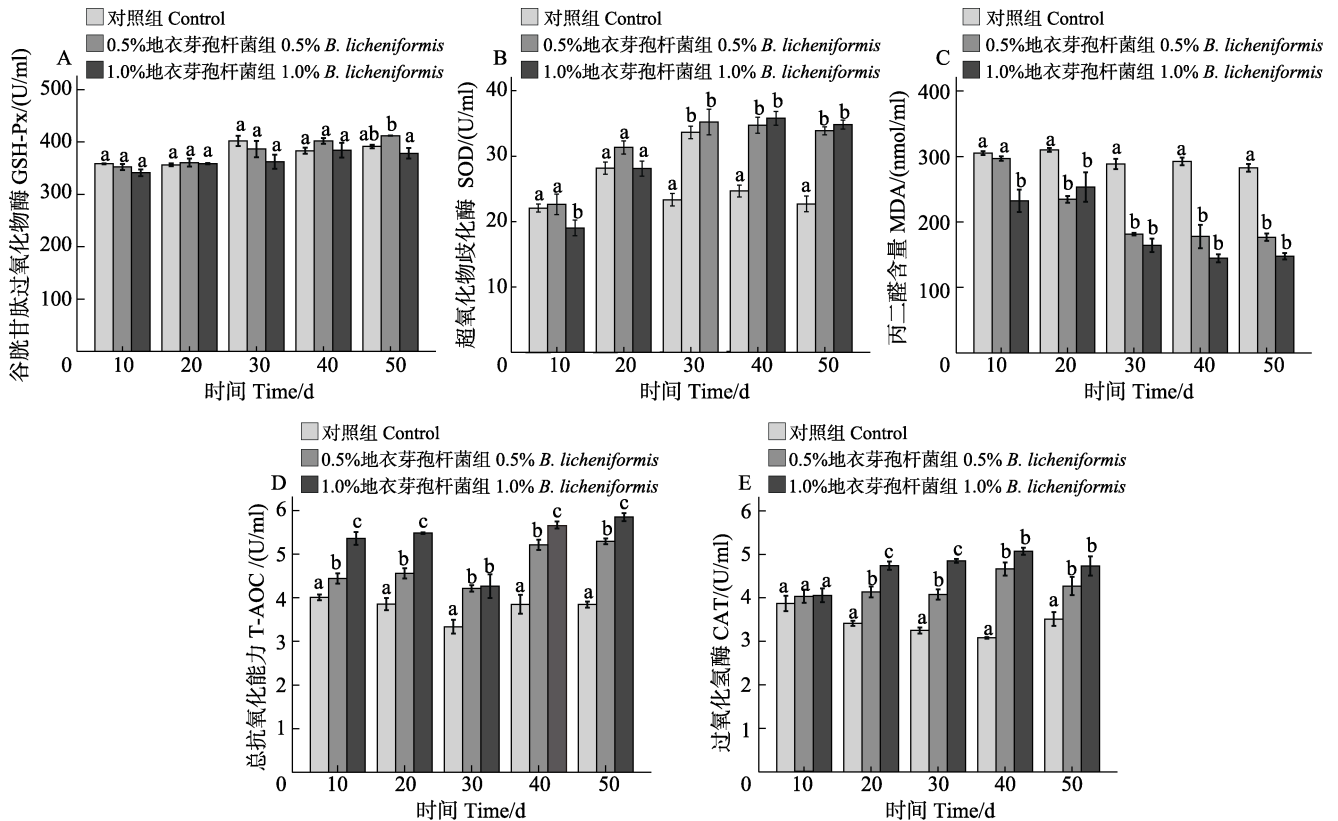 对照组 Control
A
0.5%地衣芽孢杆菌组 0.5% B. licheniformis
1.0%地衣芽孢杆菌组 1.0% B. licheniformis
谷胱甘肽过氧化物酶 GSH-Px/(U/ml)
500
400
300
200
100
0
a a a
a a a
a a a
a a a
ab b a
10 20 30 40 50
时间 Time/d
对照组 Control
B
0.5%地衣芽孢杆菌组 0.5% B. licheniformis
1.0%地衣芽孢杆菌组 1.0% B. licheniformis
超氧化物歧化酶 SOD/(U/ml)
40
30
20
10
0
a a b
a a a
a b b
a b b
a b b
10 20 30 40 50
时间 Time/d
对照组 Control
C
0.5%地衣芽孢杆菌组 0.5% B. licheniformis
1.0%地衣芽孢杆菌组 1.0% B. licheniformis
丙二醛含量 MDA/(nmol/ml)
400
300
200
100
0
a a b
a b b
a b b
a b b
a b b
10 20 30 40 50
时间 Time/d
对照组 Control
D
0.5%地衣芽孢杆菌组 0.5% B. licheniformis
1.0%地衣芽孢杆菌组 1.0% B. licheniformis
总抗氧化能力 T-AOC /(U/ml)
6
5
4
3
2
1
0
a b c
a b c
a b b
a b c
a b c
10 20 30 40 50
时间 Time/d
对照组 Control
E
0.5%地衣芽孢杆菌组 0.5% B. licheniformis
1.0%地衣芽孢杆菌组 1.0% B. licheniformis
过氧化氢酶 CAT/(U/ml)
6
5
4
3
2
1
0
a a a
a b c
a b c
a b b
a b b
10 20 30 40 50
时间 Time/d